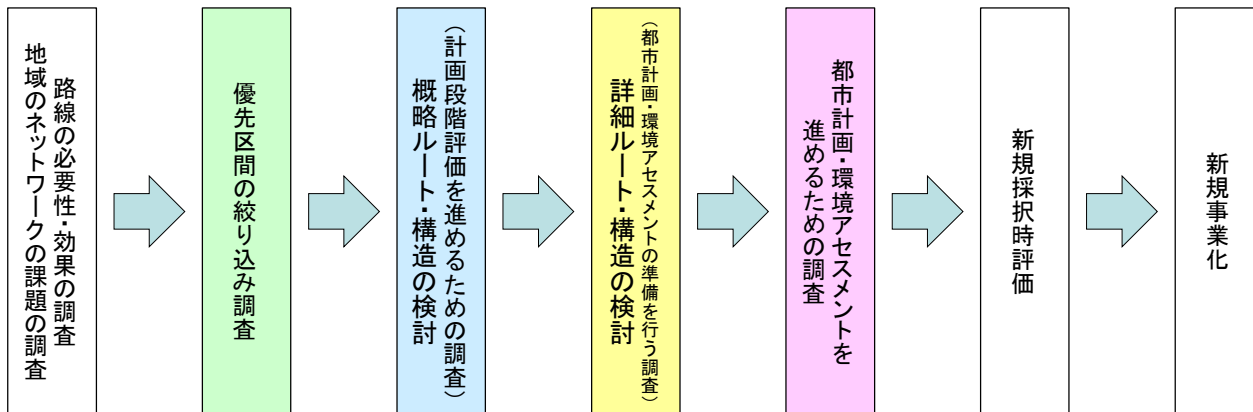 路線の必要性・効果の調査
地域のネットワークの課題の調査
優先区間の絞り込み調査
（計画段階評価を進めるための調査）
概略ルート・構造の検討
（都市計画・環境アセスメントの準備を行う調査）
詳細ルート・構造の検討
都市計画・環境アセスメントを
進めるための調査
新規採択時評価
新規事業化